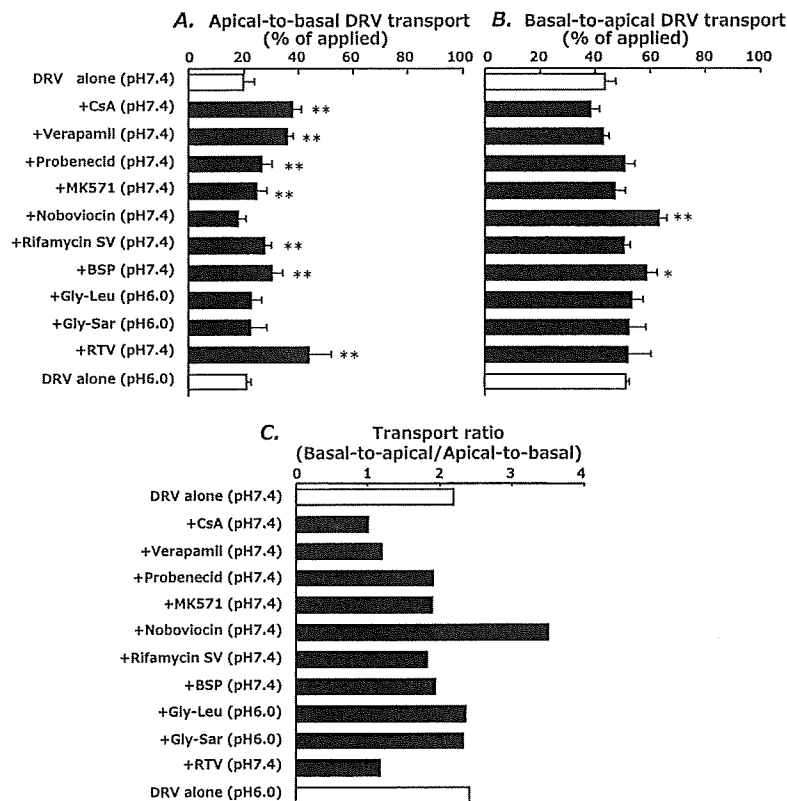 A. Apical-to-basal DRV transport
(% of applied)
0 20 40 60 80 100
B. Basal-to-apical DRV transport
(% of applied)
0 20 40 60 80 100
DRV alone (pH7.4)
+CsA (pH7.4) **
+Verapamil (pH7.4) **
+Probenecid (pH7.4) **
+MK571 (pH7.4) **
+Noboviocin (pH7.4) **
+Rifamycin SV (pH7.4) **
+BSP (pH7.4) ** *
+Gly-Leu (pH6.0)
+Gly-Sar (pH6.0)
+RTV (pH7.4) **
DRV alone (pH6.0)
C. Transport ratio
(Basal-to-apical/Apical-to-basal)
0 1 2 3 4
DRV alone (pH7.4)
+CsA (pH7.4)
+Verapamil (pH7.4)
+Probenecid (pH7.4)
+MK571 (pH7.4)
+Noboviocin (pH7.4)
+Rifamycin SV (pH7.4)
+BSP (pH7.4)
+Gly-Leu (pH6.0)
+Gly-Sar (pH6.0)
+RTV (pH7.4)
DRV alone (pH6.0)